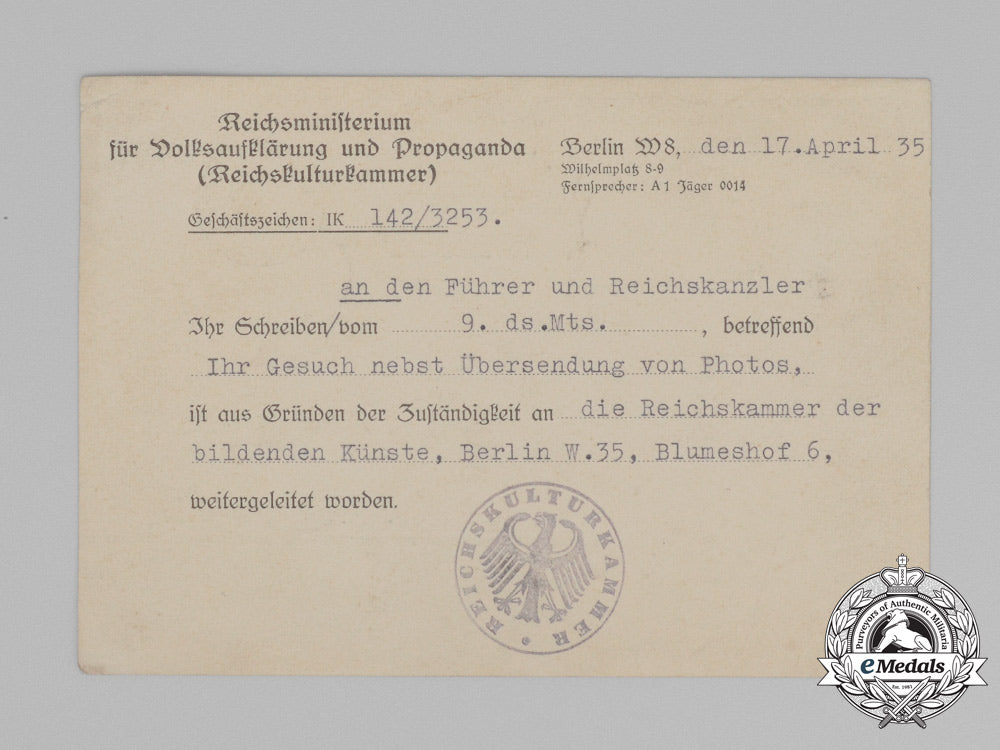 Reichsministerium
für Volksaufklärung und Propaganda
(Reichskulturkammer)
Berlin W8, den 17.April 35
Wilhelmplatz 8-9
Fernsprecher: A 1 Jäger 0014
Geschäftszeichen: IK 142/3253.
an den Führer und Reichskanzler
Ihr Schreiben/vom 9. ds.Mts. , betreffend
Ihr Gesuch nebst Übersendung von Photos,
ist aus Gründen der Zuständigkeit an die Reichskammer der
bildenden Künste, Berlin W.35, Blumeshof 6,
weitergeleitet worden.
REICHSKULTURKAMMER
Purveyors of Authentic Militaria
eMedals
Est. 1985